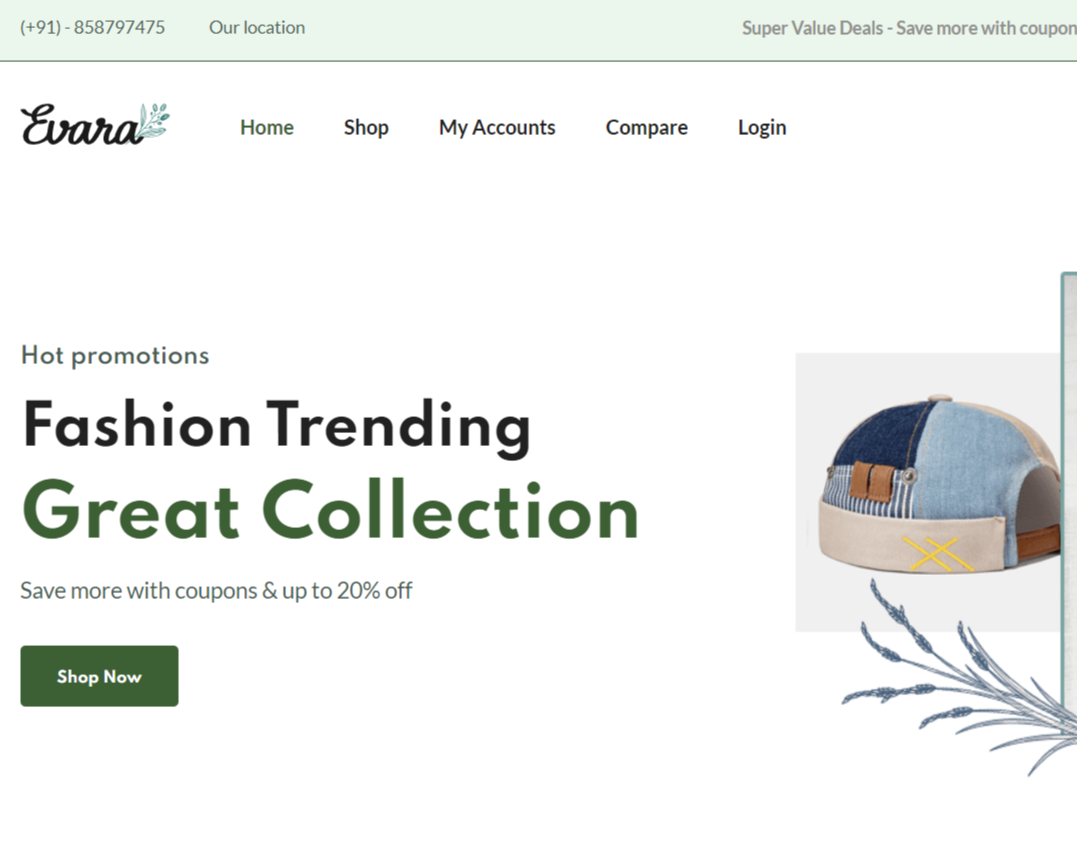 (+91) - 858797475 Our location Super Value Deals - Save more with coupon
Evara Home Shop My Accounts Compare Login
Hot promotions
Fashion Trending
Great Collection
Save more with coupons & up to 20% off
Shop Now